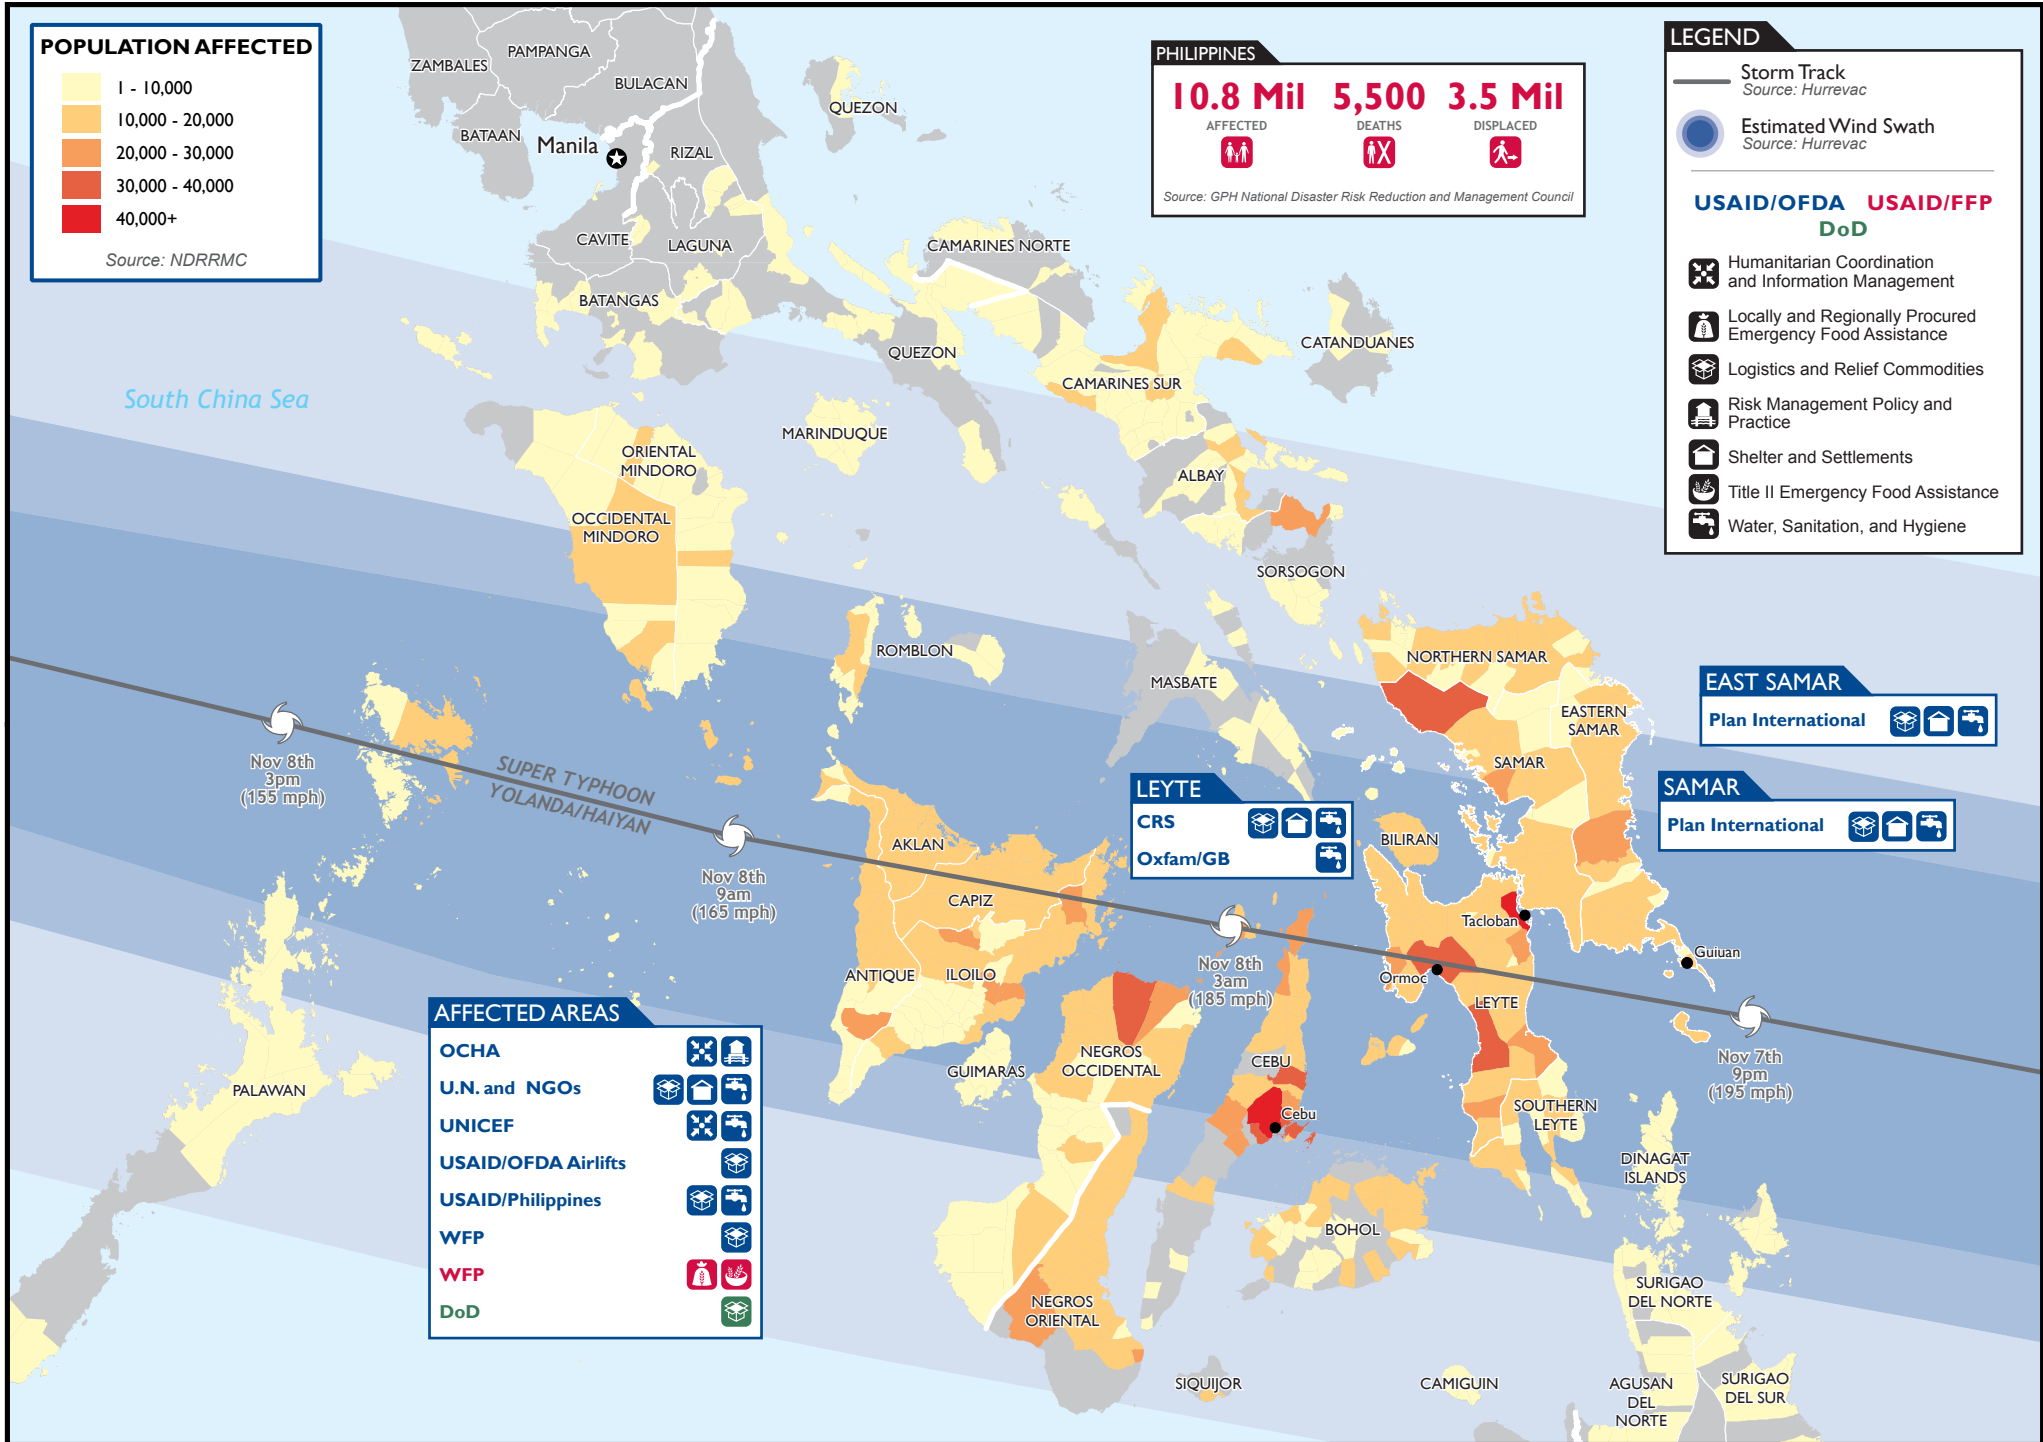 POPULATION AFFECTED
1 - 10,000
10,000 - 20,000
20,000 - 30,000
30,000 - 40,000
40,000+
Source: NDRRMC
PHILIPPINES
10.8 Mil 5,500 3.5 Mil
AFFECTED DEATHS DISPLACED
Source: GPH National Disaster Risk Reduction and Management Council
LEGEND
Storm Track
Source: Hurrevac
Estimated Wind Swath
Source: Hurrevac
USAID/OFDA USAID/FFP
DoD
Humanitarian Coordination
and Information Management
Locally and Regionally Procured
Emergency Food Assistance
Logistics and Relief Commodities
Risk Management Policy and
Practice
Shelter and Settlements
Title II Emergency Food Assistance
Water, Sanitation, and Hygiene
ZAMBALES
PAMPANGA
BULACAN
BATAAN
Manila
RIZAL
QUEZON
CAVITE
LAGUNA
BATANGAS
CAMARINES NORTE
QUEZON
CATANDUANES
CAMARINES SUR
South China Sea
MARINDUQUE
ORIENTAL
MINDORO
OCCIDENTAL
MINDORO
ALBAY
SORSOGON
ROMBLON
MASBATE
NORTHERN SAMAR
EASTERN
SAMAR
SAMAR
EAST SAMAR
Plan International
SAMAR
Plan International
LEYTE
CRS
Oxfam/GB
BILIRAN
Nov 8th
3pm
(155 mph)
SUPER TYPHOON
YOLANDA/HAIYAN
Nov 8th
9am
(165 mph)
AKLAN
CAPIZ
ANTIQUE
ILOILO
Nov 8th
3am
(185 mph)
Tacloban
Ormoc
LEYTE
Guiuan
Nov 7th
9pm
(195 mph)
GUIMARAS
NEGROS
OCCIDENTAL
CEBU
Cebu
SOUTHERN
LEYTE
DINAGAT
ISLANDS
PALAWAN
BOHOL
NEGROS
ORIENTAL
SURIGAO
DEL NORTE
SIQUIJOR
CAMIGUIN
AGUSAN
DEL
NORTE
SURIGAO
DEL SUR
AFFECTED AREAS
OCHA
U.N. and NGOs
UNICEF
USAID/OFDA Airlifts
USAID/Philippines
WFP
WFP
DoD